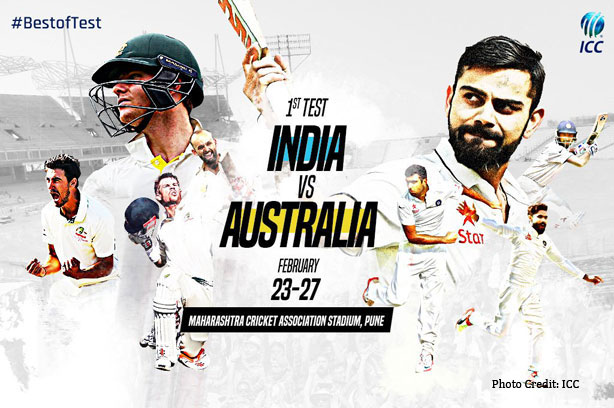 #BestofTest
ICC
1ST TEST
INDIA
VS
AUSTRALIA
FEBRUARY
23-27
MAHARASHTRA CRICKET ASSOCIATION STADIUM, PUNE
Star
Photo Credit: ICC